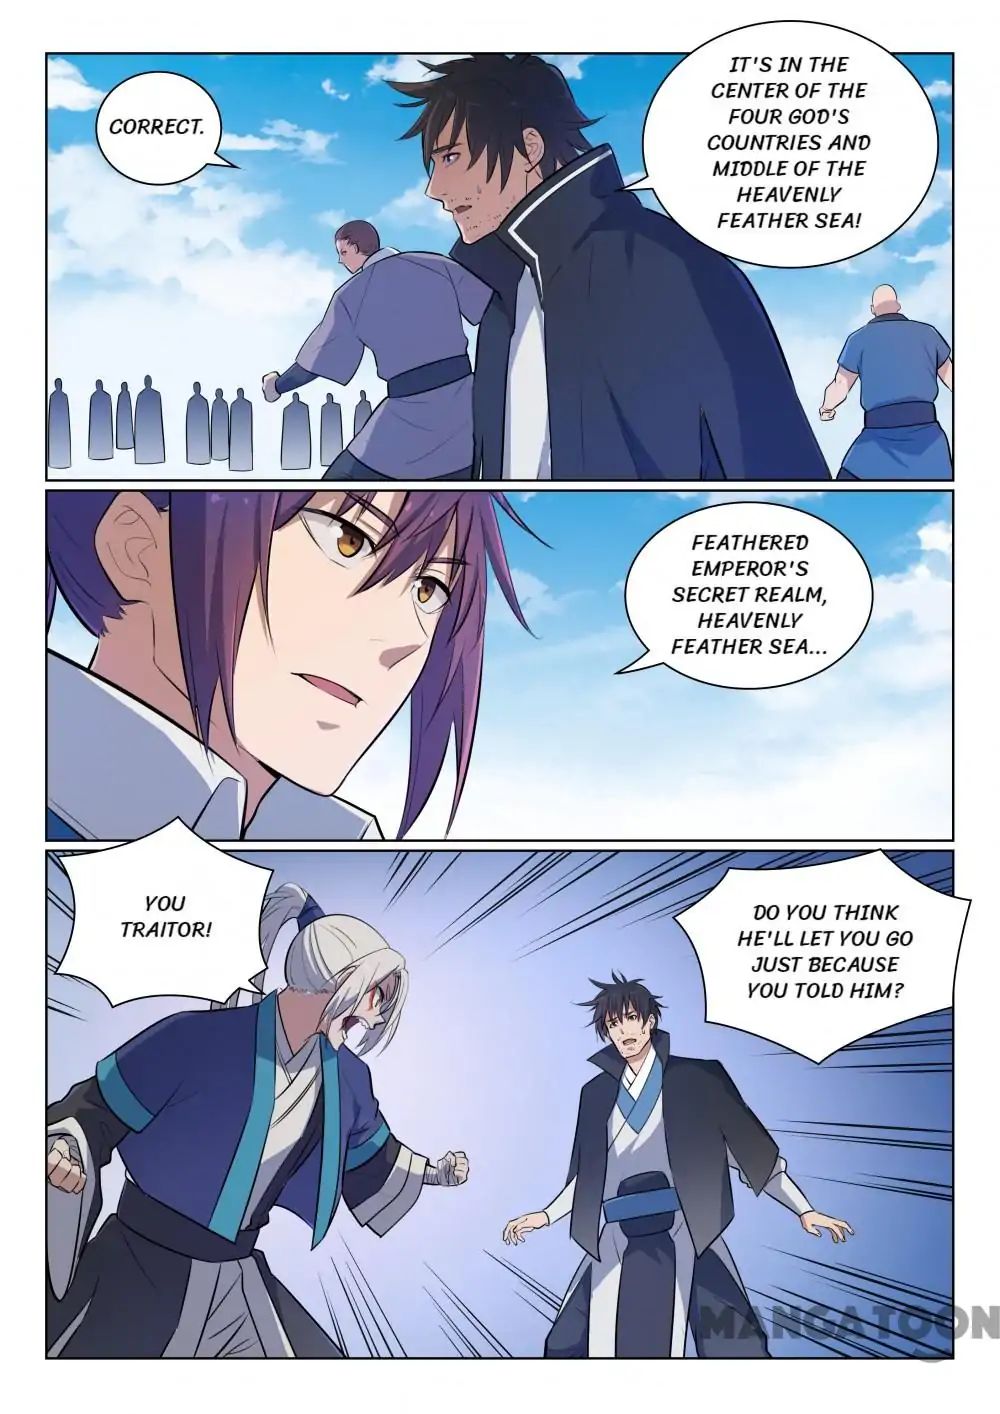 CORRECT.
IT'S IN THE
CENTER OF THE
FOUR GOD'S
COUNTRIES AND
MIDDLE OF THE
HEAVENLY
FEATHER SEA!
FEATHERED
EMPEROR'S
SECRET REALM,
HEAVENLY
FEATHER SEA...
YOU
TRAITOR!
DO YOU THINK
HE'LL LET YOU GO
JUST BECAUSE
YOU TOLD HIM?
MANGATOON